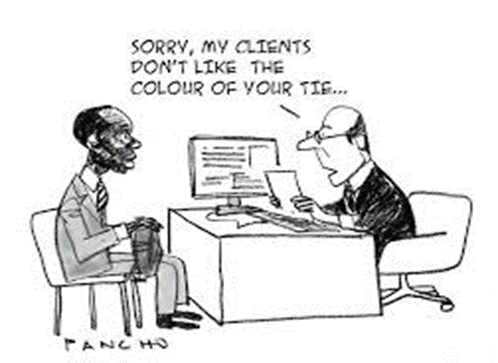 SORRY, MY CLIENTS
DON'T LIKE THE
COLOUR OF YOUR TIE...
PANCHO